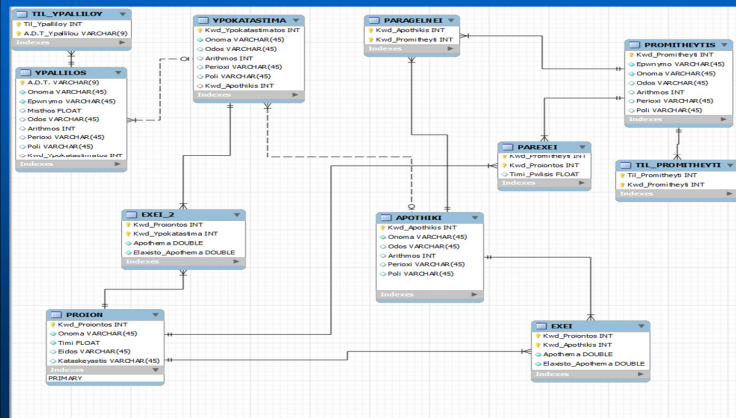 TIL_YPALLILOY
Til_Ypalliloy INT
A.D.T_Ypallilou VARCHAR(9)
Indexes
YPALLILOS
A.D.T. VARCHAR(9)
Onoma VARCHAR(45)
Epwnymo VARCHAR(45)
Misthos FLOAT
Odos VARCHAR(45)
Arithmos INT
Perioxi VARCHAR(45)
Poli VARCHAR(45)
Kwd_Ypokatastimatos INT
Indexes
YPOKATASTIMA
Kwd_Ypokatastimatos INT
Onoma VARCHAR(45)
Odos VARCHAR(45)
Arithmos INT
Perioxi VARCHAR(45)
Poli VARCHAR(45)
Kwd_Apothikis INT
Indexes
PARAGELNEI
Kwd_Apothikis INT
Kwd_Promitheyti INT
Indexes
PROMITHEYTIS
Kwd_Promitheyti INT
Epwnymo VARCHAR(45)
Onoma VARCHAR(45)
Odos VARCHAR(45)
Arithmos INT
Perioxi VARCHAR(45)
Poli VARCHAR(45)
Indexes
PAREXEI
Kwd_Promitheyti INT
Kwd_Proiontos INT
Timi_Pwlisis FLOAT
Indexes
TIL_PROMITHEYTI
Til_Promitheyti INT
Kwd_Promitheyti INT
Indexes
EXEI_2
Kwd_Proiontos INT
Kwd_Ypokatastima INT
Apothema DOUBLE
Elaxisto_Apothema DOUBLE
Indexes
APOTHIKI
Kwd_Apothikis INT
Onoma VARCHAR(45)
Odos VARCHAR(45)
Arithmos INT
Perioxi VARCHAR(45)
Poli VARCHAR(45)
Indexes
PROION
Kwd_Proiontos INT
Onoma VARCHAR(45)
Timi FLOAT
Eidos VARCHAR(45)
Kataskeyastis VARCHAR(45)
Indexes
PRIMARY
EXEI
Kwd_Proiontos INT
Kwd_Apothikis INT
Apothema DOUBLE
Elaxisto_Apothema DOUBLE
Indexes